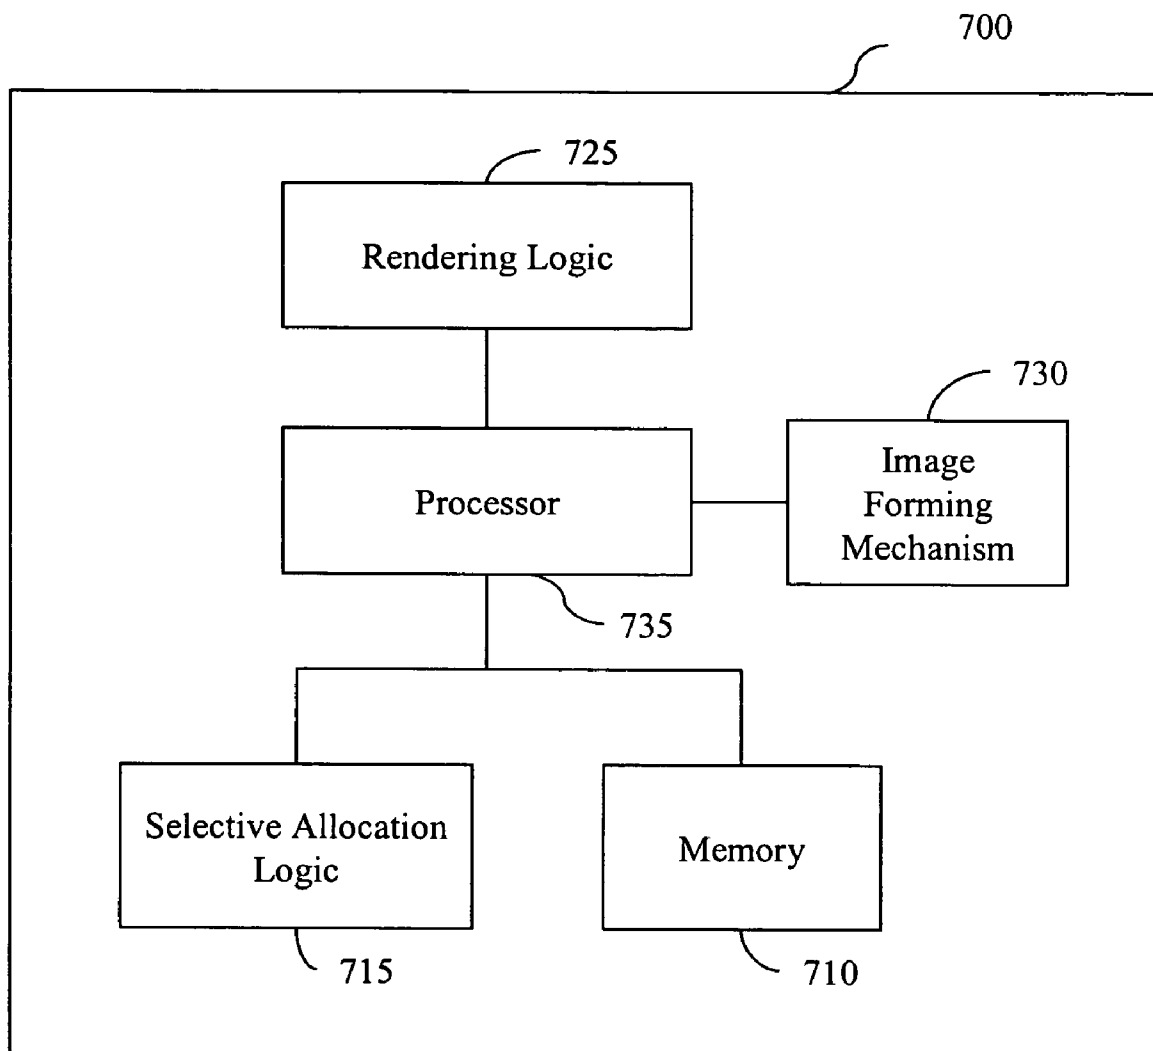 700
725
Rendering Logic
730
Image
Forming
Mechanism
Processor
735
Selective Allocation
Logic
Memory
715
710